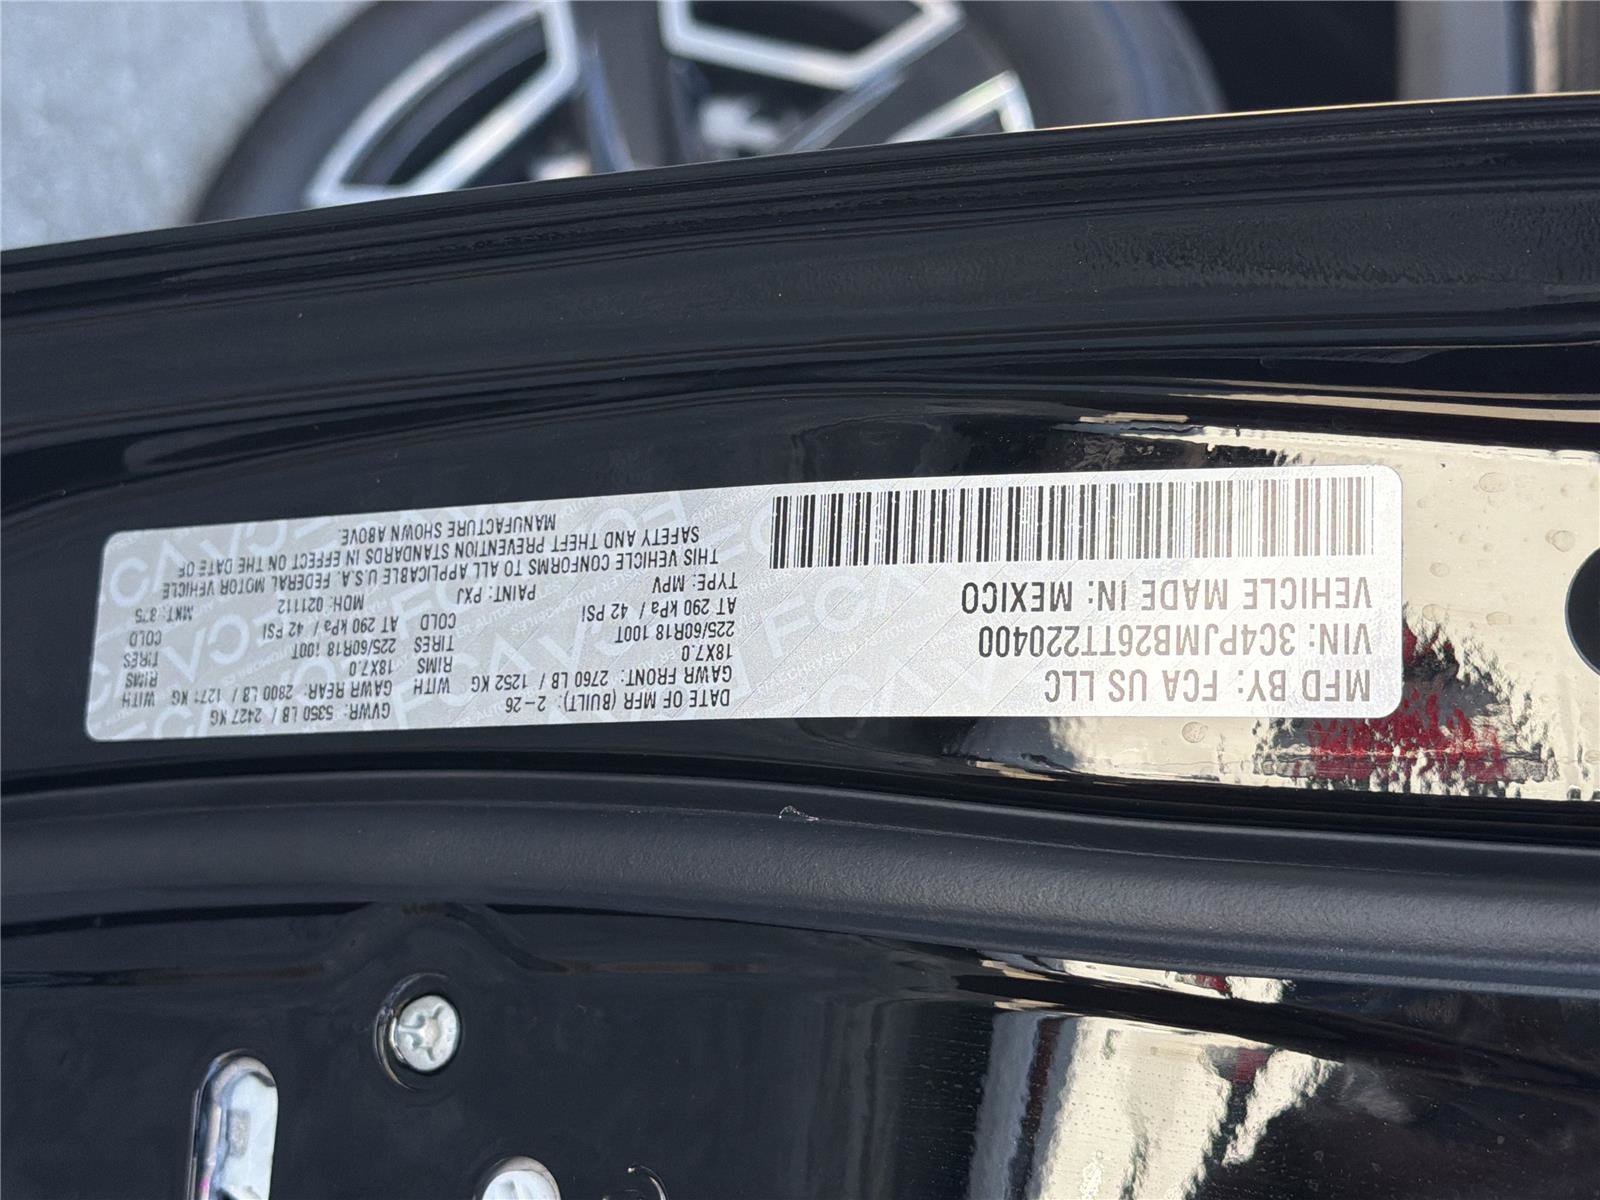 MFD BY: FCA US LLC
VIN: 3C4PJMB26TT220400
VEHICLE MADE IN: MEXICO
DATE OF MFR (BUILT): 2-26
GVWR: 5350 LB / 2427 KG
GAWR FRONT: 2760 LB / 1252 KG WITH
GAWR REAR: 2800 LB / 1271 KG WITH
18X7.0 RIMS
18X7.0 RIMS
225/60R18 100T TIRES
225/60R18 100T TIRES
AT 290 kPa / 42 PSI COLD
AT 290 kPa / 42 PSI COLD
TYPE: MPV PAINT: PXJ MDH: 021112 MKT: 875
THIS VEHICLE CONFORMS TO ALL APPLICABLE U.S.A. FEDERAL MOTOR VEHICLE
SAFETY AND THEFT PREVENTION STANDARDS IN EFFECT ON THE DATE OF
MANUFACTURE SHOWN ABOVE.